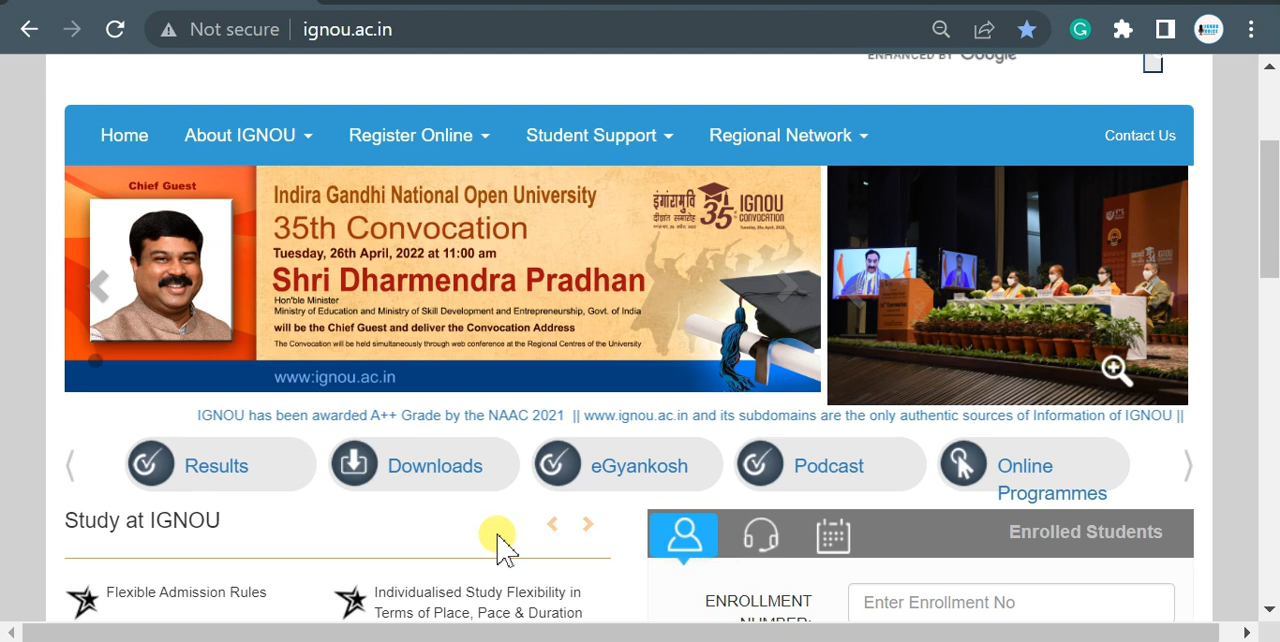 Not secure ignou.ac.in
ENHANCED BY Google
Home About IGNOU Register Online Student Support Regional Network Contact Us
Chief Guest
Indira Gandhi National Open University
35th Convocation
Tuesday, 26th April, 2022 at 11:00 am
Shri Dharmendra Pradhan
Hon'ble Minister
Ministry of Education and Ministry of Skill Development and Entrepreneurship, Govt. of India
will be the Chief Guest and deliver the Convocation Address
The Convocation will be held simultaneously through web conference at the Regional Centres of the University
www:ignou.ac.in
इंगांरामुवि
दीक्षांत समारोह
35
th
IGNOU
CONVOCATION
IGNOU has been awarded A++ Grade by the NAAC 2021 || www.ignou.ac.in and its subdomains are the only authentic sources of Information of IGNOU ||
Results Downloads eGyankosh Podcast Online
Programmes
Study at IGNOU
Enrolled Students
Flexible Admission Rules
Individualised Study Flexibility in
Terms of Place, Pace & Duration
ENROLLMENT
NUMBER:
Enter Enrollment No